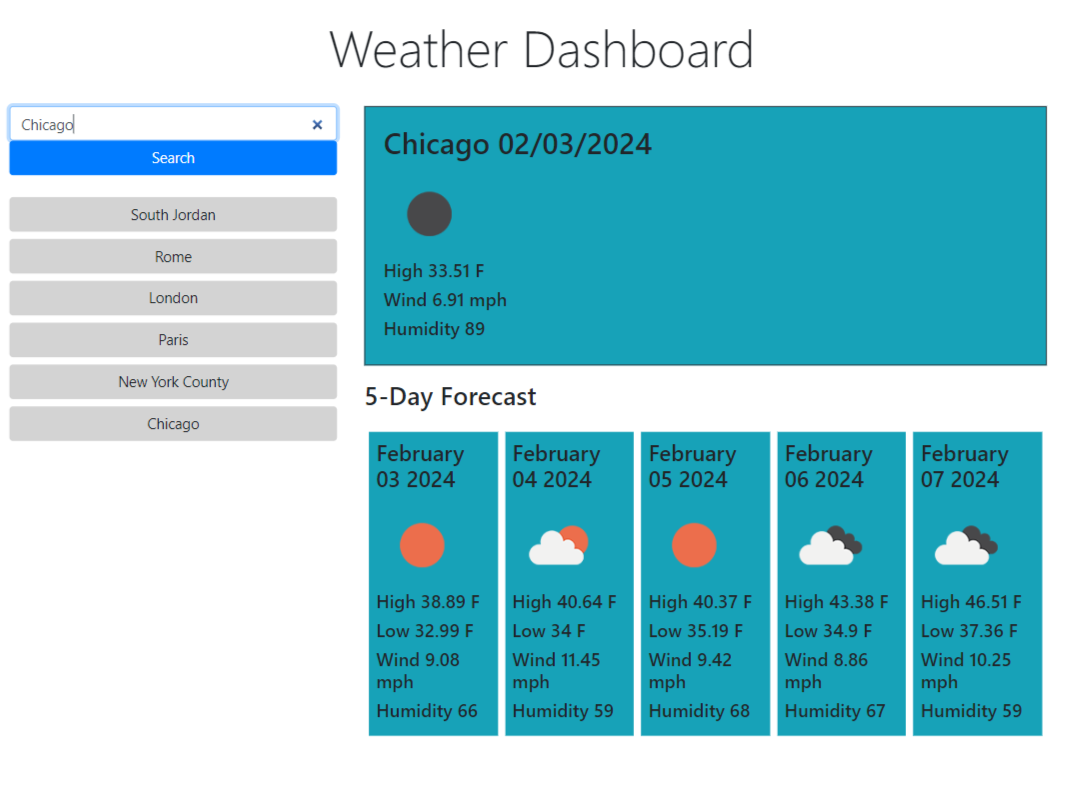 Weather Dashboard
Chicago
Search
South Jordan
Rome
London
Paris
New York County
Chicago
Chicago 02/03/2024
High 33.51 F
Wind 6.91 mph
Humidity 89
5-Day Forecast
February
03 2024
High 38.89 F
Low 32.99 F
Wind 9.08
mph
Humidity 66
February
04 2024
High 40.64 F
Low 34 F
Wind 11.45
mph
Humidity 59
February
05 2024
High 40.37 F
Low 35.19 F
Wind 9.42
mph
Humidity 68
February
06 2024
High 43.38 F
Low 34.9 F
Wind 8.86
mph
Humidity 67
February
07 2024
High 46.51 F
Low 37.36 F
Wind 10.25
mph
Humidity 59